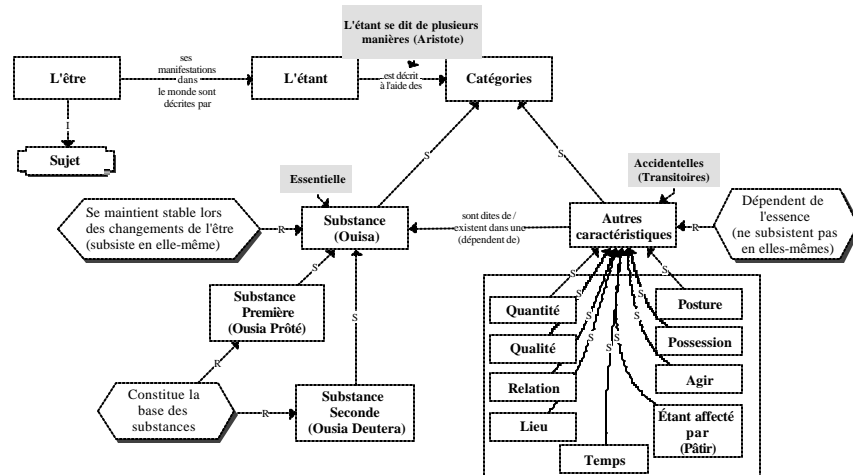 L'étant se dit de plusieurs
manières (Aristote)
L'être
ses
manifestations
dans
le monde sont
décrites par
L'étant
est décrit
à l'aide des
Catégories
I
Sujet
S
S
Essentielle
Accidentelles
(Transitoires)
Se maintient stable lors
des changements de l'être
(subsiste en elle-même)
R
Substance
(Ouisa)
sont dites de /
existent dans une
(dépendent de)
Autres
caractéristiques
R
Dépendent de
l'essence
(ne subsistent pas
en elles-mêmes)
S
S
Substance
Première
(Ousia Prôté)
R
Constitue la
base des
substances
R
Substance
Seconde
(Ousia Deutera)
S
S
S
S
S
S
S
S
S
Quantité
Qualité
Relation
Lieu
Temps
Posture
Possession
Agir
Étant affecté
par
(Pâtir)